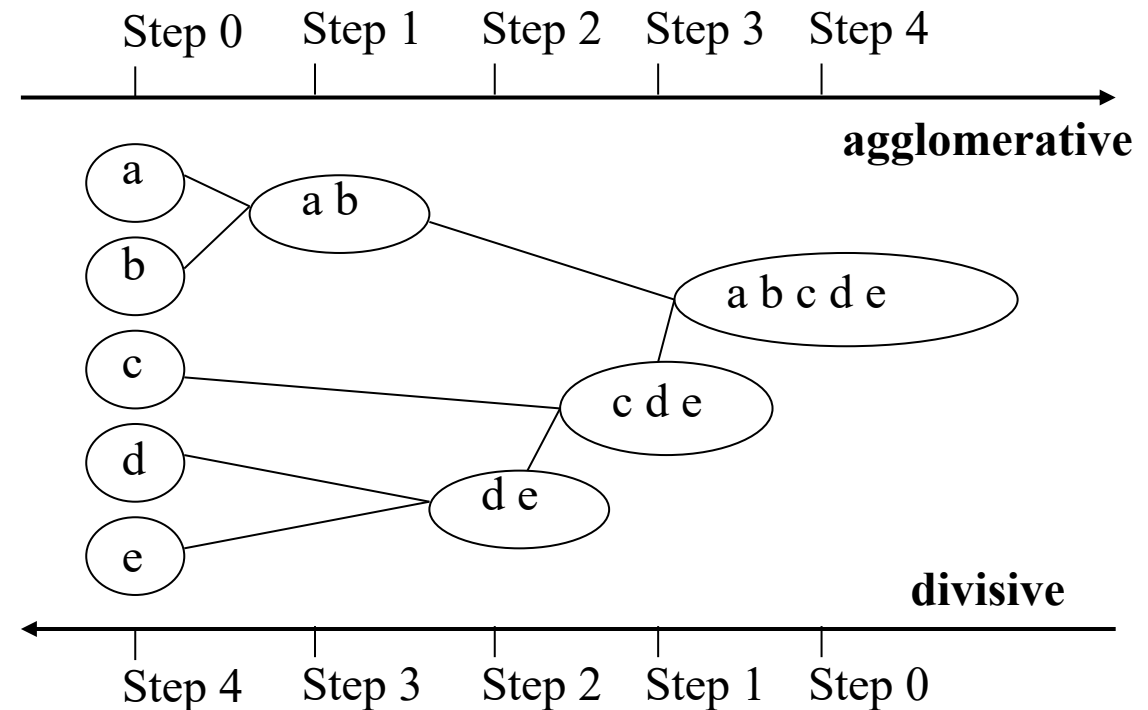 Step 0 Step 1 Step 2 Step 3 Step 4
agglomerative
a
a b
b
a b c d e
c
c d e
d
d e
e
divisive
Step 4 Step 3 Step 2 Step 1 Step 0